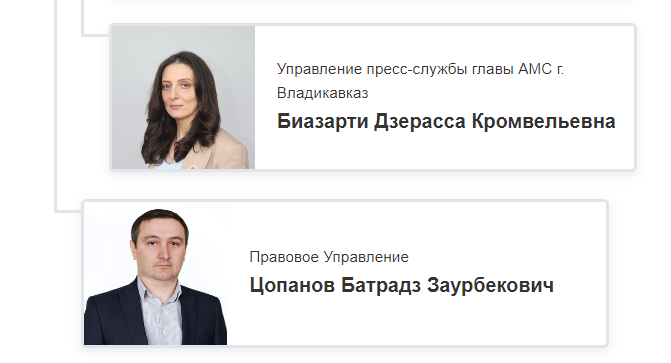 Управление пресс-службы главы АМС г.
Владикавказ
Биазарти Дзерасса Кромвельевна
Правовое Управление
Цопанов Батрадз Заурбекович